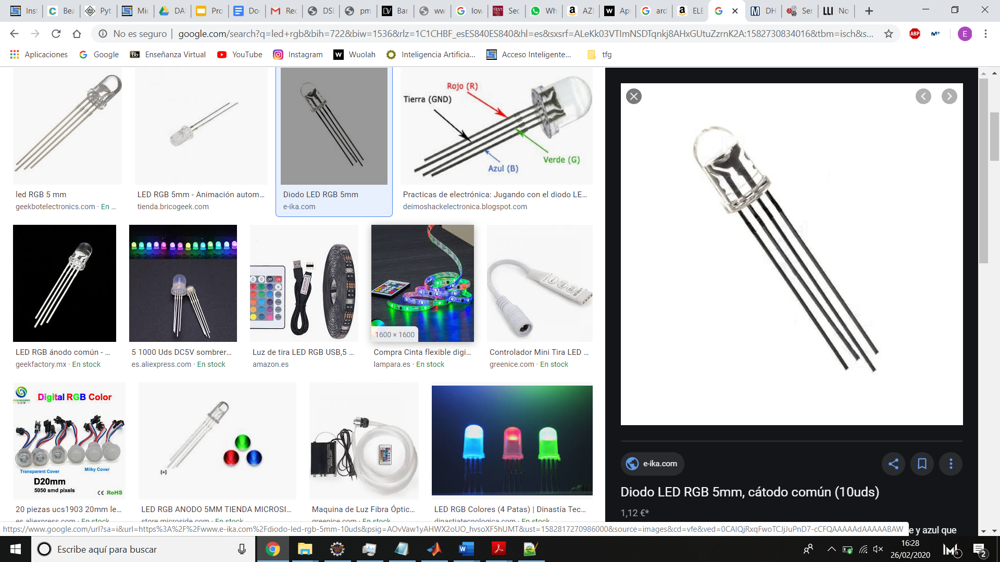 Inst
Bea
Pyt
Mic
DA
Pro
Doc
Rec
DSI
pm
Bar
ww
low
Sec
Wh
AZI
Apu
ard
ELE
DH
Ser
No
No es seguro
google.com/search?q=led+rgb&bih=722&biw=1536&rlz=1C1CHBF_esES840ES840&hl=es&sxsrf=ALeKk03VTImNSDTqnkj8AHxGUtuZzrnK2A:1582730834016&tbm=isch&s...
ABP
E
Aplicaciones
Google
Enseñanza Virtual
YouTube
Instagram
Wuolah
Inteligencia Artificia...
Acceso Inteligente...
tfg
Rojo (R)
Tierra (GND)
Verde (G)
Azul (B)
led RGB 5 mm
geekbotelectronics.com · En ...
LED RGB 5mm - Animación autom...
tienda.bricogeek.com
Diodo LED RGB 5mm
e-ika.com
Practicas de electrónica: Jugando con el diodo LE...
deimoshackelectronica.blogspot.com
1600 × 1600
LED RGB ánodo común - ...
geekfactory.mx · En stock
5 1000 Uds DC5V sombrer...
es.aliexpress.com · En stock
Luz de tira LED RGB USB,5 ...
amazon.es
Compra Cinta flexible digi...
lampara.es · En stock
Controlador Mini Tira LED ...
greenice.com · En stock
Digital RGB Color
Transparent Cover
Milky Cover
D20mm
5050 smd pixels
CE RoHS
(+)
20 piezas ucs1903 20mm le...
es.aliexpress.com · En stock
LED RGB ANODO 5MM TIENDA MICROSI...
store.microside.com · En stock
Maquina de Luz Fibra Óptic...
greenice.com · En stock
LED RGB Colores (4 Patas) | Dinastía Tec...
dinastiatecnologica.com · En stock
e-ika.com
Diodo LED RGB 5mm, cátodo común (10uds)
1,12 €*
e y azul que
https://www.google.com/url?sa=i&url=https%3A%2F%2Fwww.e-ika.com%2Fdiodo-led-rgb-5mm-10uds&psig=AOvVaw1yAHWX2oUO_hvsoXF5hUMT&ust=1582817270986000&source=images&cd=vfe&ved=0CAIQjRxqFwoTCJjJuPnD7-cCFQAAAAAdAAAAABAW
Escribe aquí para buscar
16:28
26/02/2020
2